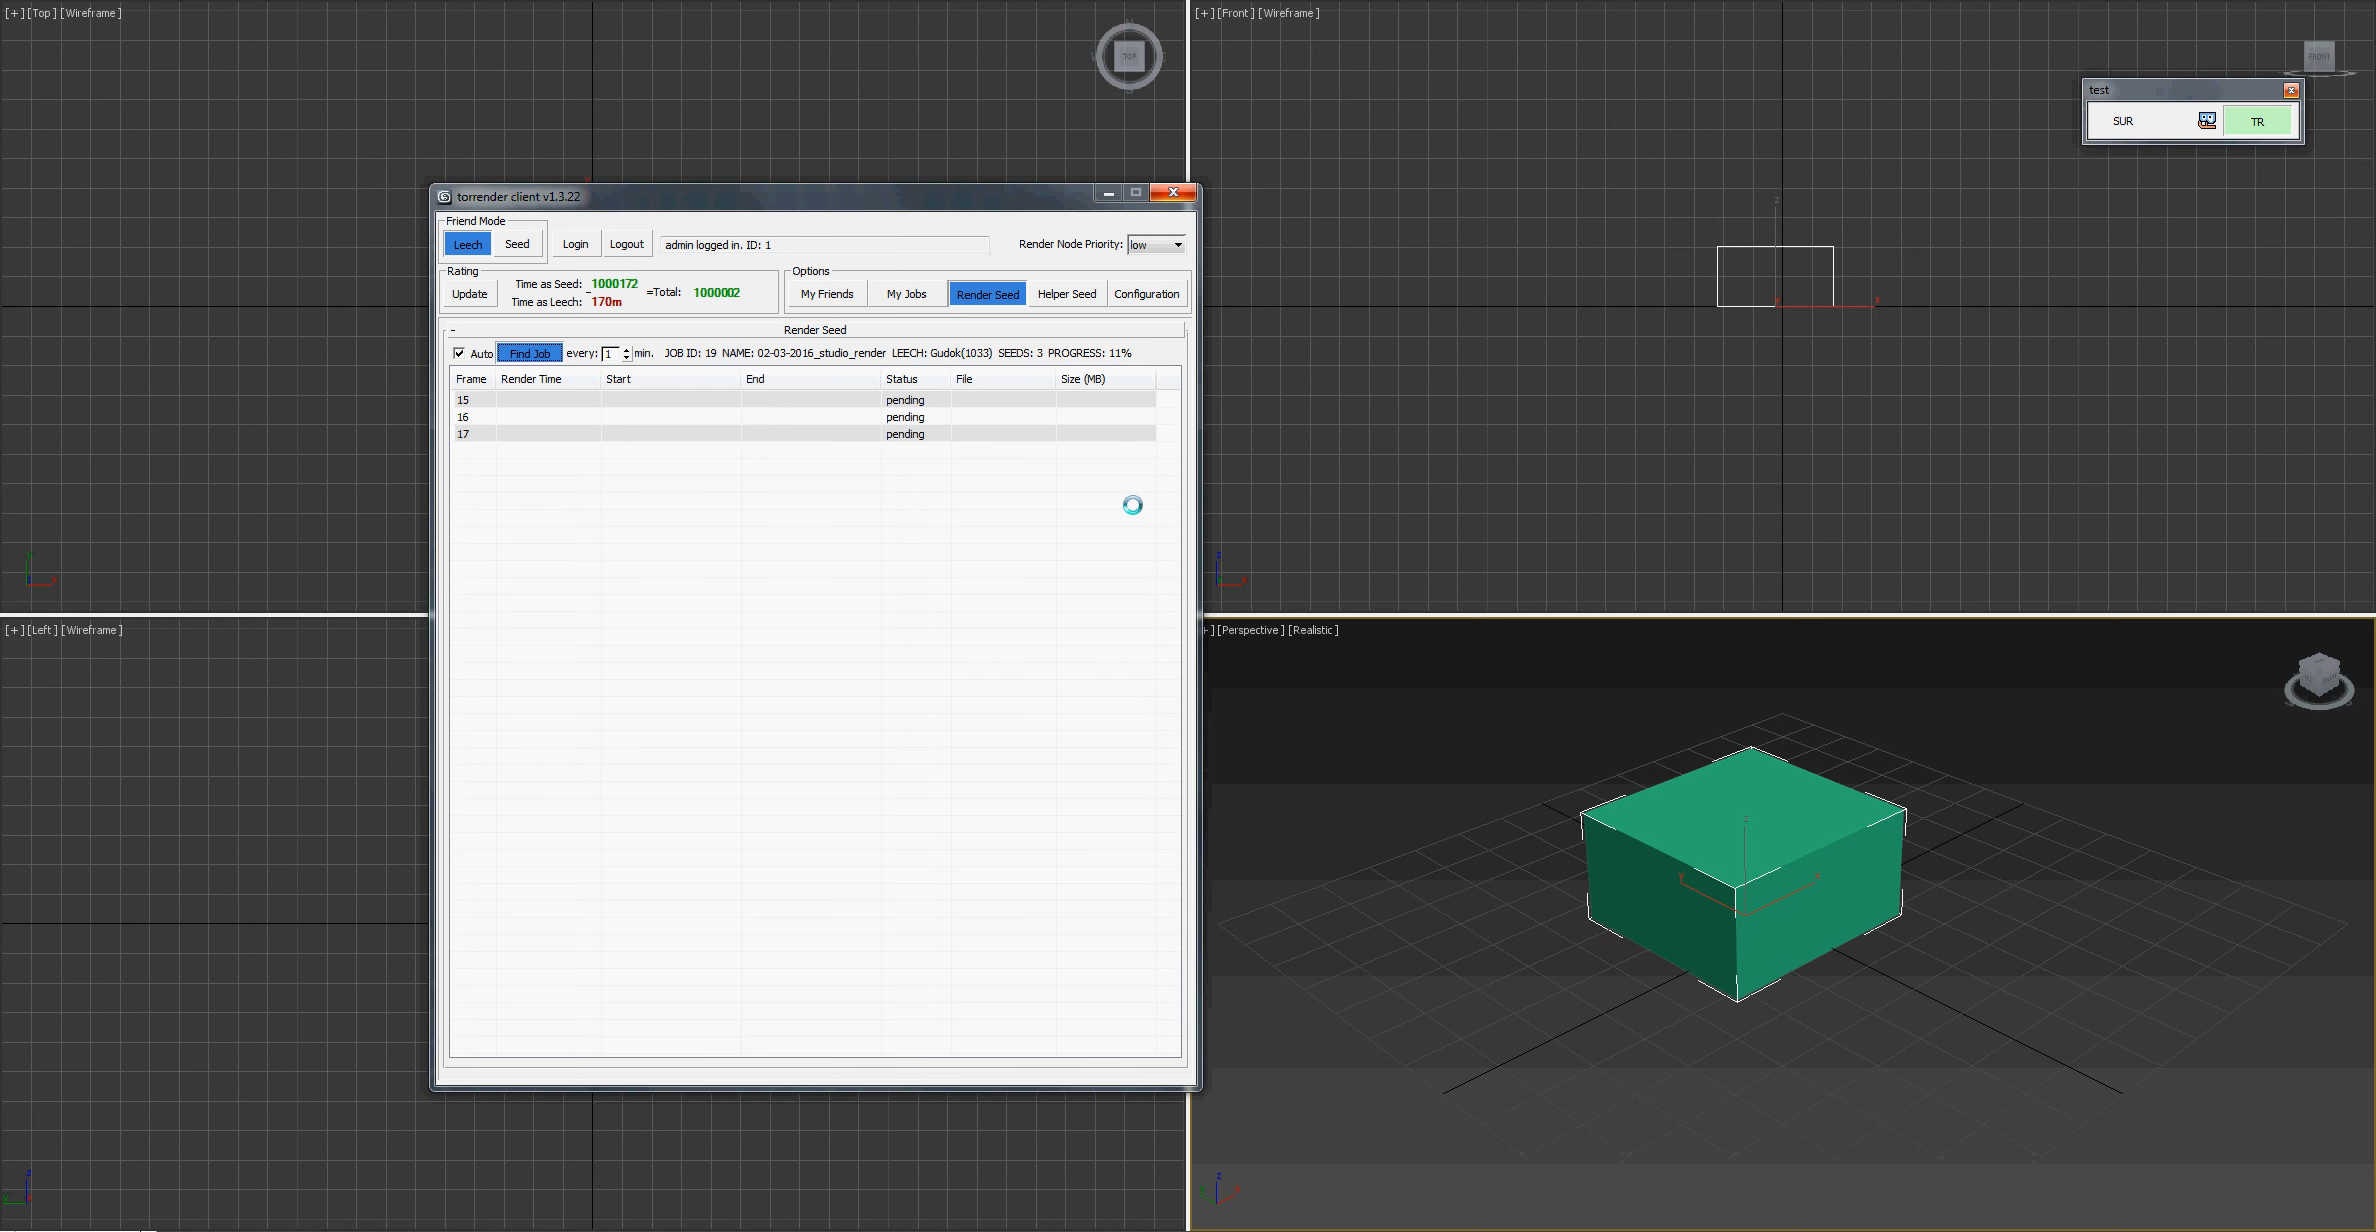 [+] [Top] [Wireframe]
TOP
[+] [Front] [Wireframe]
FRONT
test
SUR TR
torrender client v1.3.22
Friend Mode
Leech Seed Login Logout admin logged in. ID: 1 Render Node Priority: low
Rating
Update
Time as Seed: 1000172
Time as Leech: 170m
- =Total: 1000002
Options
My Friends My Jobs Render Seed Helper Seed Configuration
- Render Seed
Auto Find Job every: 1 min. JOB ID: 19 NAME: 02-03-2016_studio_render LEECH: Gudok(1033) SEEDS: 3 PROGRESS: 11%
Frame Render Time Start End Status File Size (MB)
15 pending
16 pending
17 pending
z
x
y
z
x
[+] [Left] [Wireframe]
+] [Perspective] [Realistic]
z